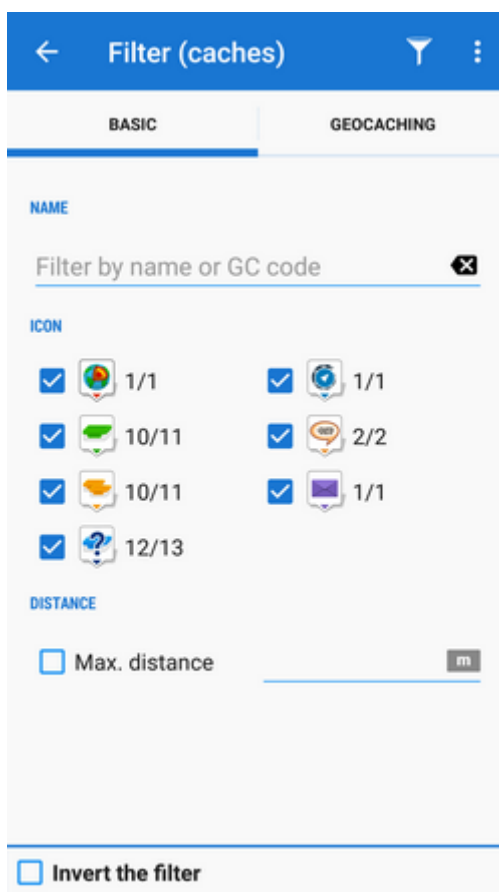 Filter (caches)
BASIC GEOCACHING
NAME
Filter by name or GC code
ICON
1/1 1/1
10/11 2/2
10/11 1/1
12/13
DISTANCE
Max. distance m
Invert the filter